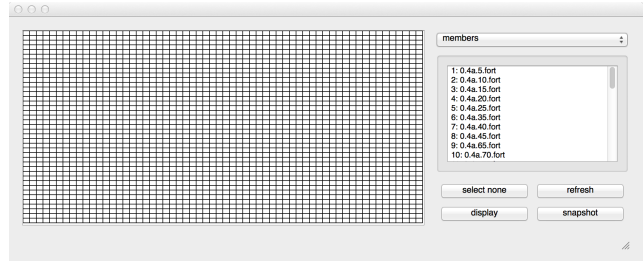 members
1: 0.4a.5.fort
2: 0.4a.10.fort
3: 0.4a.15.fort
4: 0.4a.20.fort
5: 0.4a.25.fort
6: 0.4a.35.fort
7: 0.4a.40.fort
8: 0.4a.45.fort
9: 0.4a.65.fort
10: 0.4a.70.fort
select none
refresh
display
snapshot